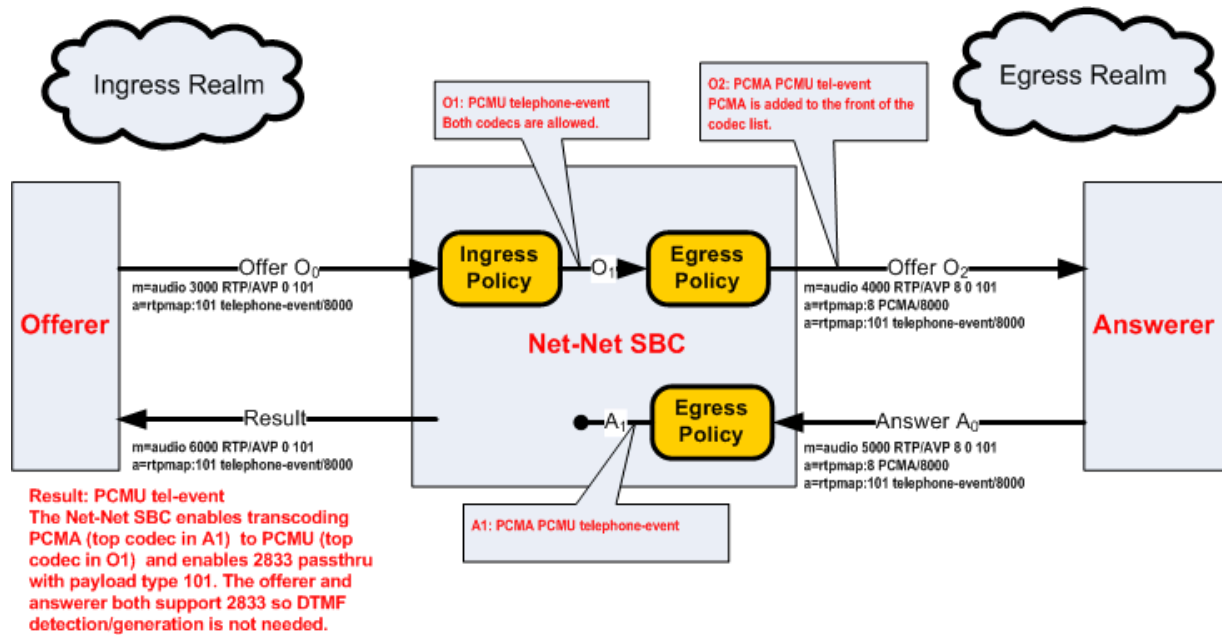 Ingress Realm
Egress Realm
O1: PCMU telephone-event
Both codecs are allowed.
O2: PCMA PCMU tel-event
PCMA is added to the front of the
codec list.
Offerer
Offer O₀
m=audio 3000 RTP/AVP 0 101
a=rtpmap:101 telephone-event/8000
Ingress
Policy
O₁
Egress
Policy
Offer O₂
m=audio 4000 RTP/AVP 8 0 101
a=rtpmap:8 PCMA/8000
a=rtpmap:101 telephone-event/8000
Answerer
Net-Net SBC
Result
m=audio 6000 RTP/AVP 0 101
a=rtpmap:101 telephone-event/8000
A₁
Egress
Policy
Answer A₀
m=audio 5000 RTP/AVP 8 0 101
a=rtpmap:8 PCMA/8000
a=rtpmap:101 telephone-event/8000
Result: PCMU tel-event
The Net-Net SBC enables transcoding
PCMA (top codec in A1) to PCMU (top
codec in O1) and enables 2833 passthru
with payload type 101. The offerer and
answerer both support 2833 so DTMF
detection/generation is not needed.
A1: PCMA PCMU telephone-event